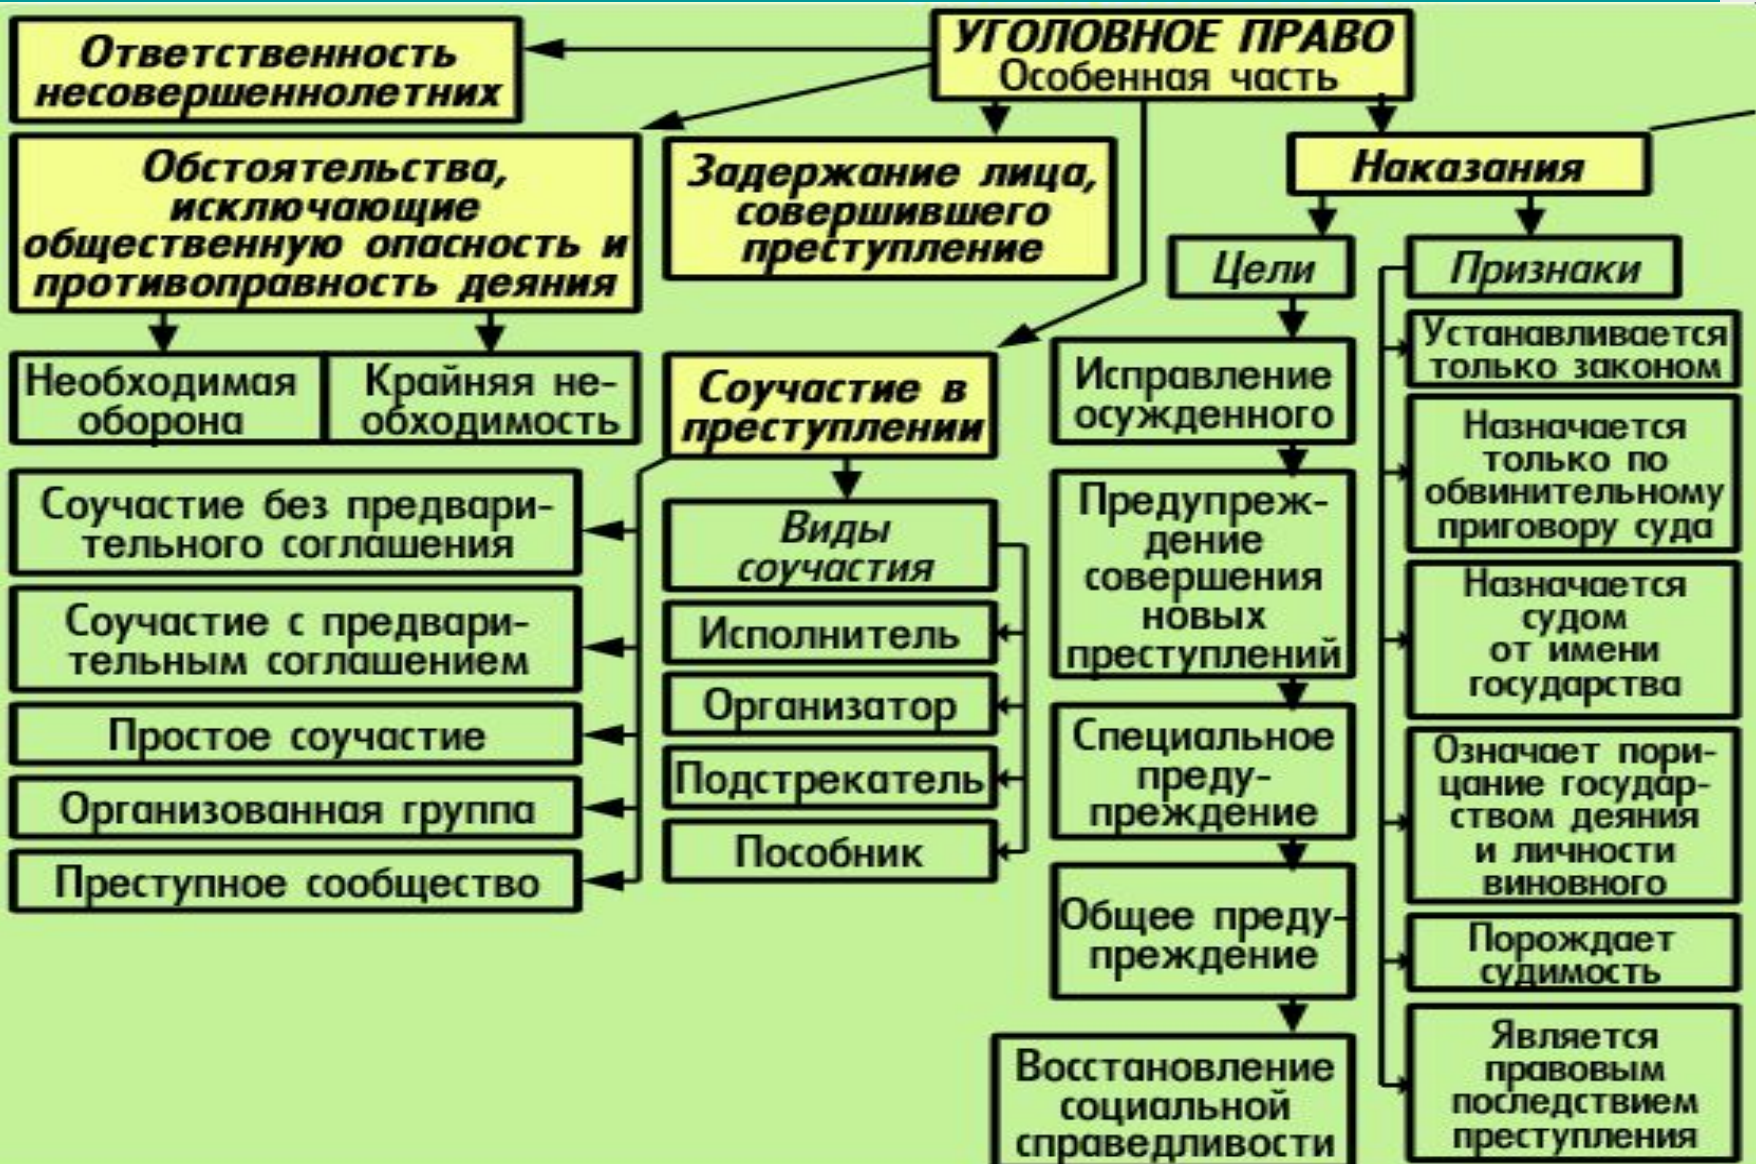 УГОЛОВНОЕ ПРАВО
Особенная часть
Ответственность
несовершеннолетних
Обстоятельства,
исключающие
общественную опасность и
противоправность деяния
Необходимая
оборона
Крайняя не-
обходимость
Задержание лица,
совершившего
преступление
Соучастие в
преступлении
Соучастие без предвари-
тельного соглашения
Соучастие с предвари-
тельным соглашением
Простое соучастие
Организованная группа
Преступное сообщество
Виды
соучастия
Исполнитель
Организатор
Подстрекатель
Пособник
Наказания
Цели
Исправление
осужденного
Предупреж-
дение
совершения
новых
преступлений
Специальное
преду-
преждение
Общее преду-
преждение
Восстановление
социальной
справедливости
Признаки
Устанавливается
только законом
Назначается
только по
обвинительному
приговору суда
Назначается
судом
от имени
государства
Означает пори-
цание государ-
ством деяния
и личности
виновного
Порождает
судимость
Является
правовым
последствием
преступления